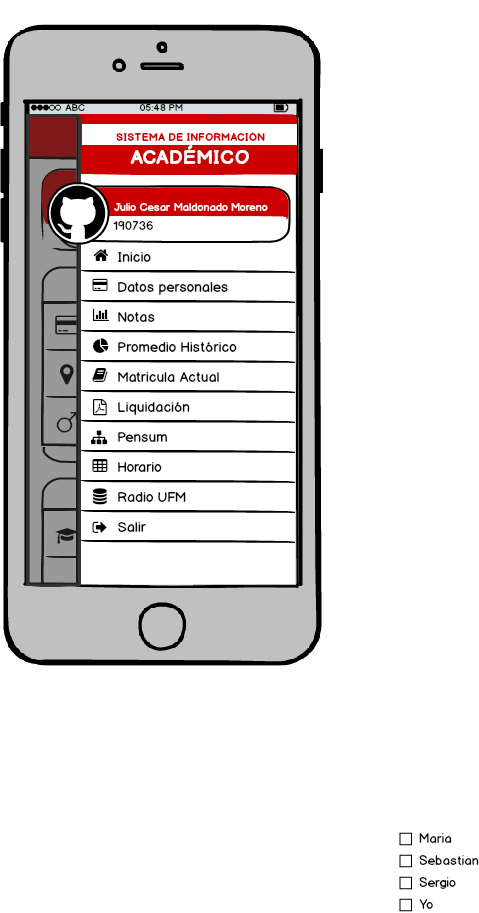 ABC 05:48 PM
SISTEMA DE INFORMACIÓN
ACADÉMICO
Julio Cesar Maldonado Moreno
190736
Inicio
Datos personales
Notas
Promedio Histórico
Matricula Actual
Liquidación
Pensum
Horario
Radio UFM
Salir
Maria
Sebastian
Sergio
Yo